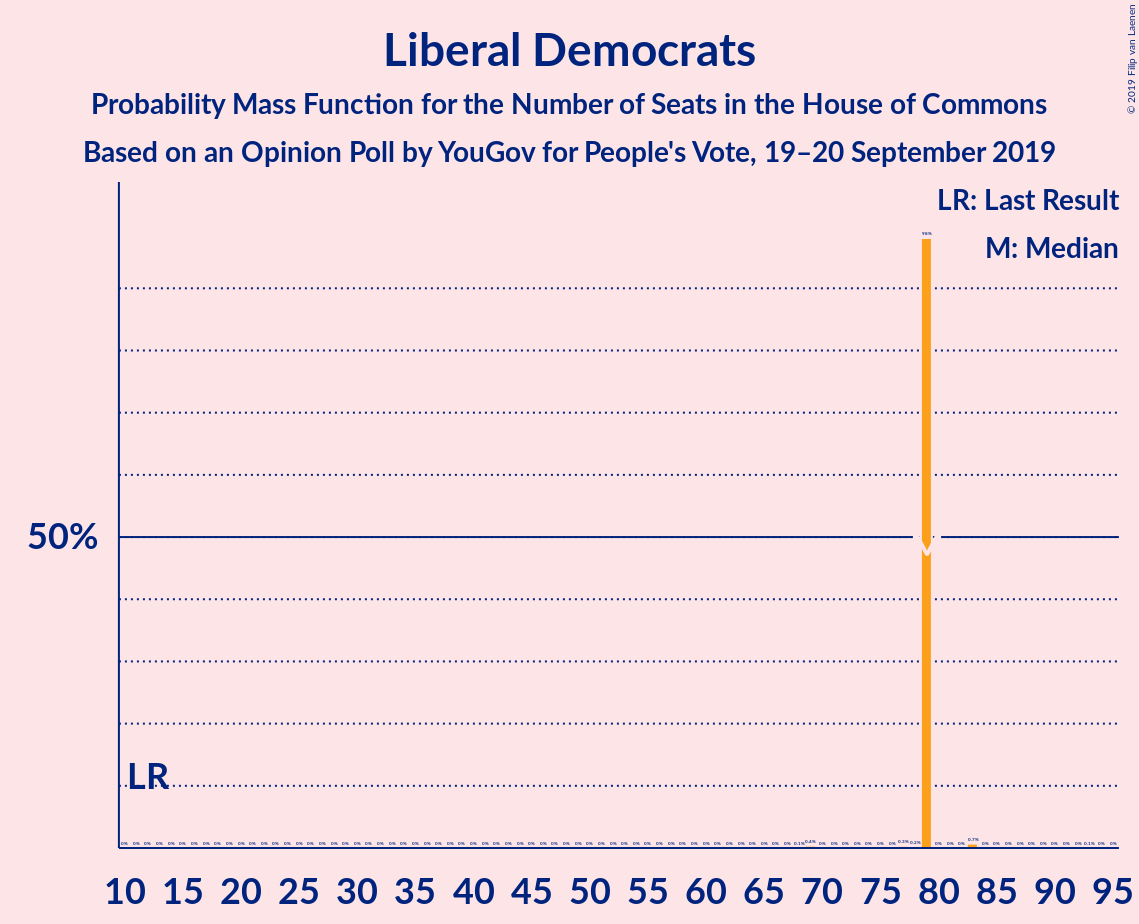 Liberal Democrats
Probability Mass Function for the Number of Seats in the House of Commons
Based on an Opinion Poll by YouGov for People's Vote, 19–20 September 2019
© 2019 Filip van Laenen
LR: Last Result
M: Median
98%
50%
M
LR
0.7%
10 15 20 25 30 35 40 45 50 55 60 65 70 75 80 85 90 95